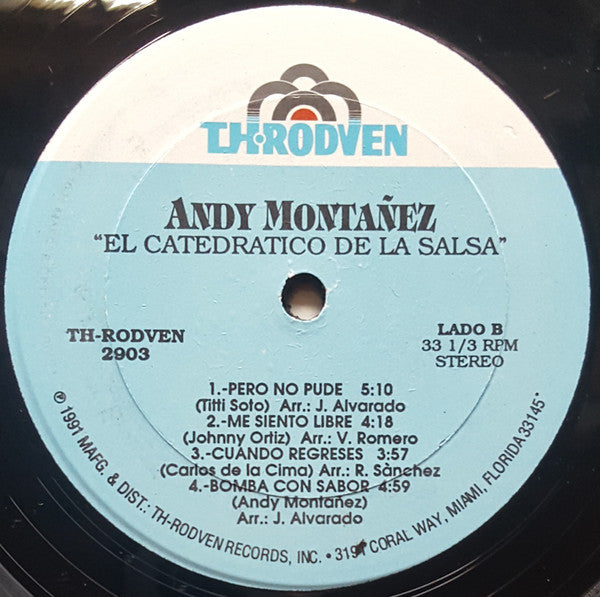 TH-RODVEN
ANDY MONTAÑEZ
"EL CATEDRATICO DE LA SALSA"
TH-RODVEN
2903
LADO B
33 1/3 RPM
STEREO
1.-PERO NO PUDE 5:10
(Titti Soto) Arr.: J. Alvarado
2.-ME SIENTO LIBRE 4:18
(Johnny Ortiz) Arr.: V. Romero
3.-CUANDO REGRESES 3:57
(Carlos de la Cima) Arr.: R. Sànchez
4.-BOMBA CON SABOR 4:59
(Andy Montañez)
Arr.: J. Alvarado
℗ 1991 MAFG. & DIST.: TH-RODVEN RECORDS, INC. • 3191 CORAL WAY, MIAMI, FLORIDA 33145